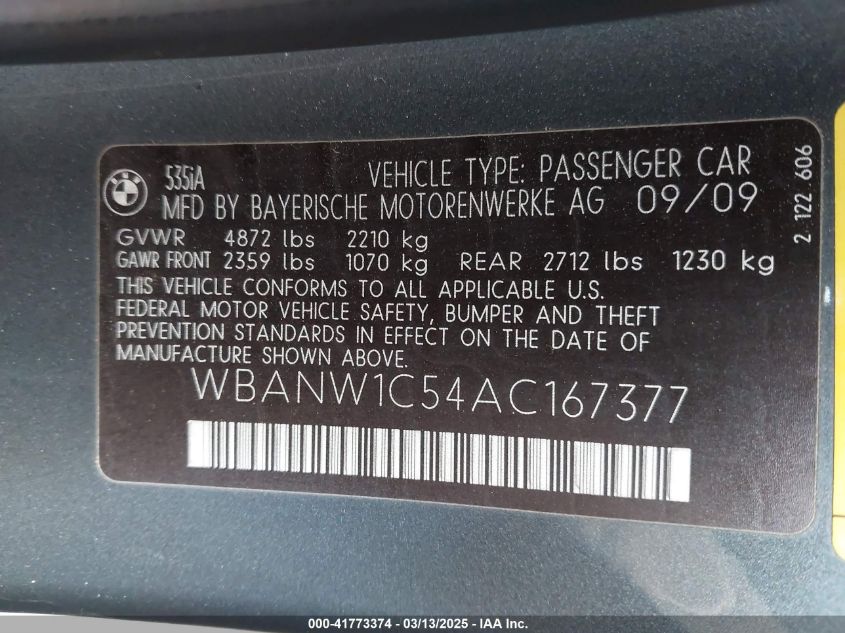 BMW
535iA VEHICLE TYPE: PASSENGER CAR
MFD BY BAYERISCHE MOTORENWERKE AG 09/09
GVWR 4872 lbs 2210 kg
GAWR FRONT 2359 lbs 1070 kg REAR 2712 lbs 1230 kg
THIS VEHICLE CONFORMS TO ALL APPLICABLE U.S.
FEDERAL MOTOR VEHICLE SAFETY, BUMPER AND THEFT
PREVENTION STANDARDS IN EFFECT ON THE DATE OF
MANUFACTURE SHOWN ABOVE.
WBANW1C54AC167377
2 122 606
000-41773374 - 03/13/2025 - IAA, Inc.